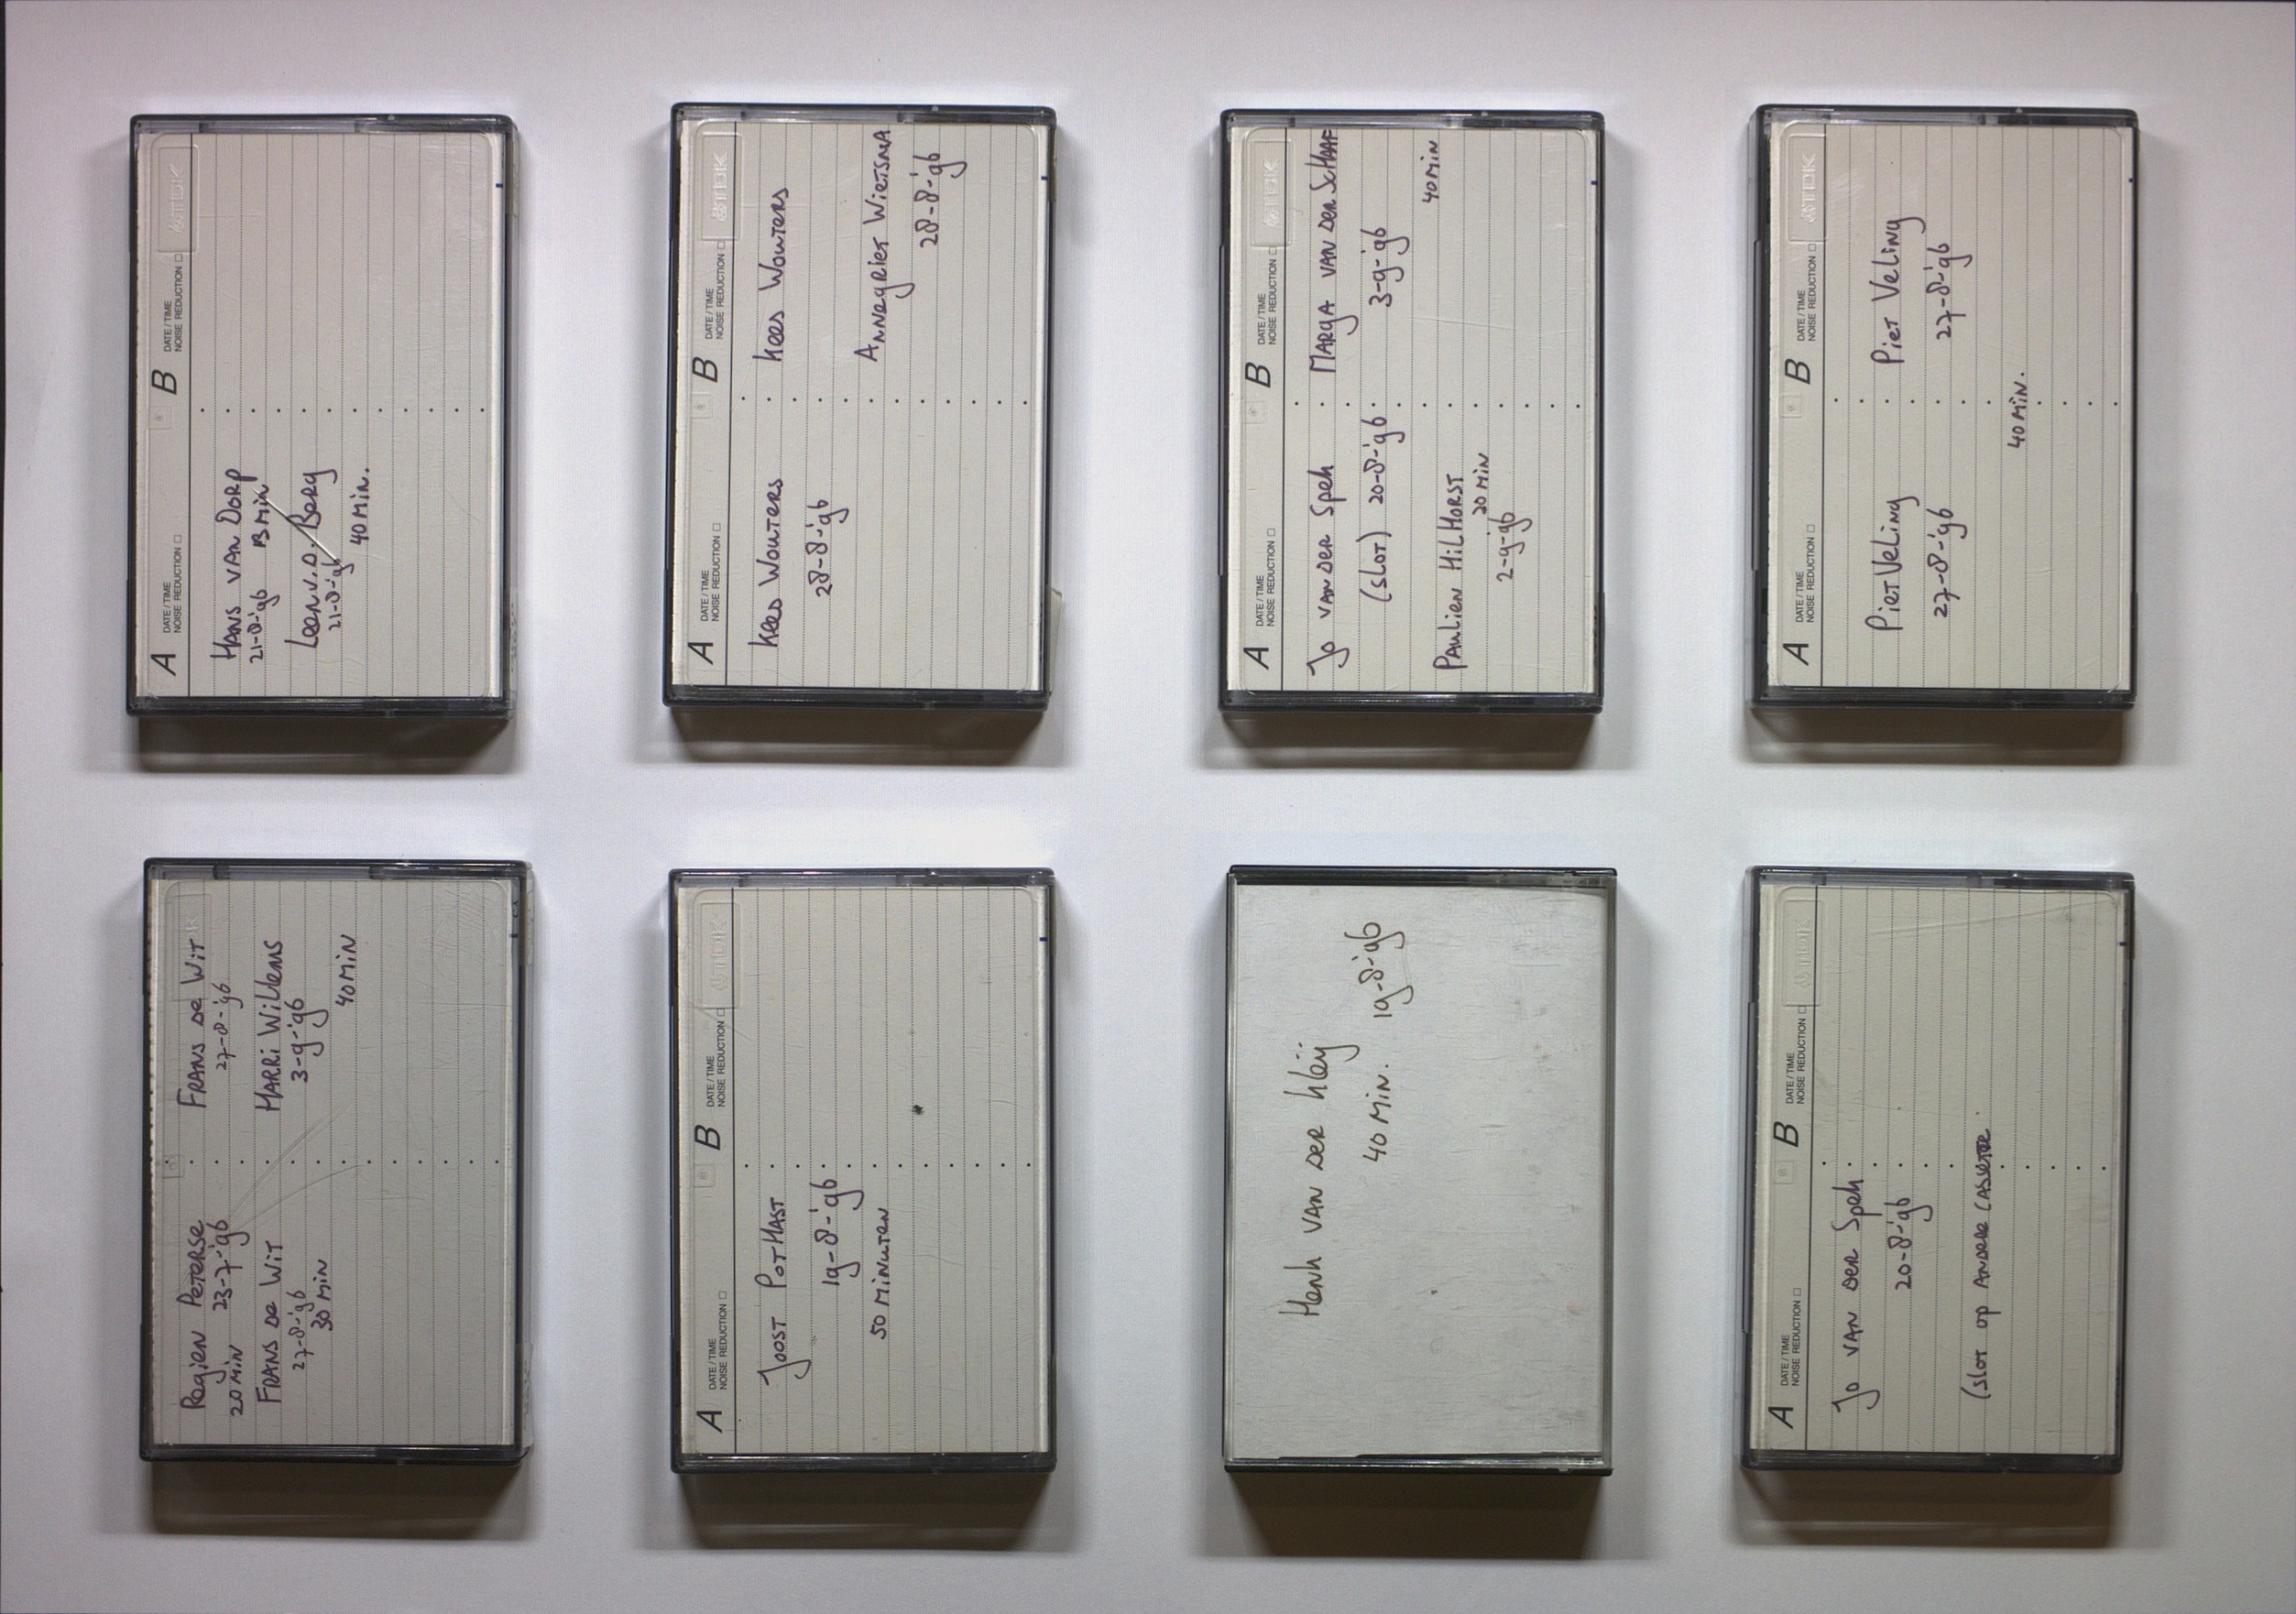 TDK
A
DATE/TIME
NOISE REDUCTION
B
DATE/TIME
NOISE REDUCTION
HANS VAN DORP
21-8-'96 13 MIN
Leen v.d. Berg
21-8-'96
40 MIN.
TDK
A
DATE/TIME
NOISE REDUCTION
B
DATE/TIME
NOISE REDUCTION
Kees Wouters
28-8-'96
Kees Wouters
ANNEGRIET WIETSMA
28-8-'96
TDK
A
DATE/TIME
NOISE REDUCTION
B
DATE/TIME
NOISE REDUCTION
Jo VAN DER Spek
(SLOT) 20-8-'96
PAULIEN HILHORST
20 MIN
2-9-'96
MARGA VAN DER SCHAAF
3-9-'96
40 MIN
TDK
A
DATE/TIME
NOISE REDUCTION
B
DATE/TIME
NOISE REDUCTION
PIET VELING
27-8-'96
PIET VELING
27-8-'96
40 MIN.
Regien PETERSE
20 MIN 23-7-'96
FRANS DE WIT
27-8-'96
30 MIN
FRANS DE WIT
27-8-'96
HARRI WILLEMS
3-9-'96
40 MIN
TDK
A
DATE/TIME
NOISE REDUCTION
B
DATE/TIME
NOISE REDUCTION
JOOST POTHAST
19-8-'96
50 MINUTEN
Henk VAN DER Kleij
40 MIN. 19-8-'96
TDK
A
DATE/TIME
NOISE REDUCTION
B
DATE/TIME
NOISE REDUCTION
Jo VAN DER Spek
20-8-'96
(SLOT OP ANDERE CASSETTE.